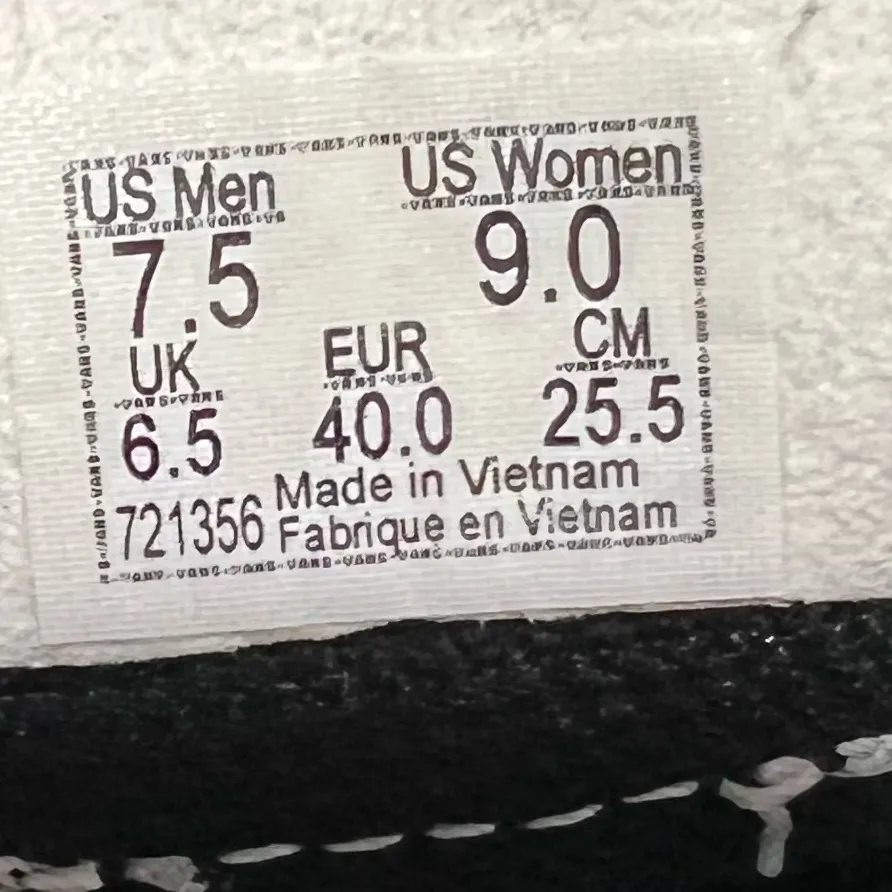 US Men US Women
7.5 9.0
UK EUR CM
6.5 40.0 25.5
721356 Made in Vietnam
Fabrique en Vietnam